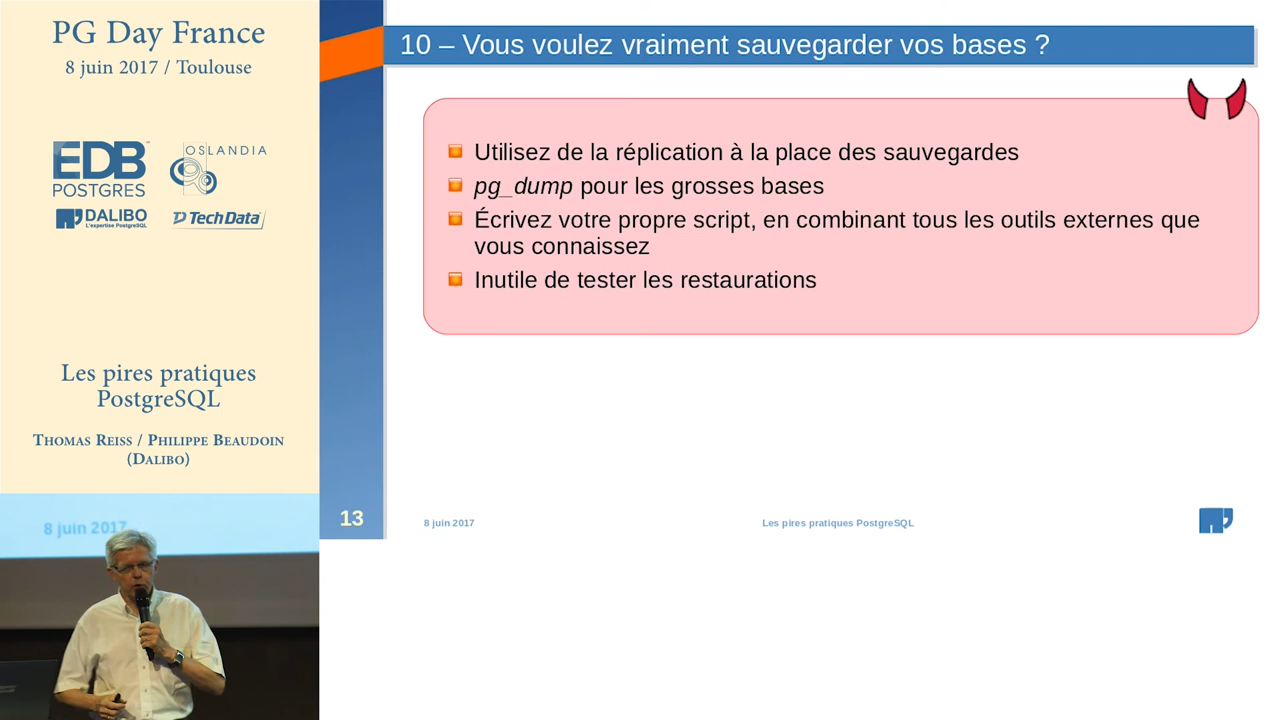 PG Day France
8 juin 2017 / Toulouse
EDB
POSTGRES
OSLANDIA
DALIBO
L'expertise PostgreSQL
TechData
Les pires pratiques
PostgreSQL
Thomas Reiss / Philippe Beaudoin
(Dalibo)
8 juin 2017
10 – Vous voulez vraiment sauvegarder vos bases ?
Utilisez de la réplication à la place des sauvegardes
pg_dump pour les grosses bases
Écrivez votre propre script, en combinant tous les outils externes que
vous connaissez
Inutile de tester les restaurations
13
8 juin 2017
Les pires pratiques PostgreSQL